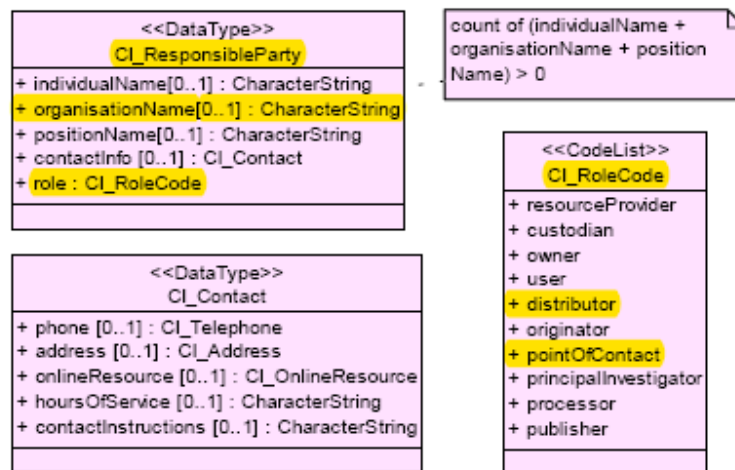 <<DataType>>
CI_ResponsibleParty
+ individualName[0..1] : CharacterString
+ organisationName[0..1] : CharacterString
+ positionName[0..1] : CharacterString
+ contactInfo [0..1] : CI_Contact
+ role : CI_RoleCode
count of (individualName +
organisationName + position
Name) > 0
<<DataType>>
CI_Contact
+ phone [0..1] : CI_Telephone
+ address [0..1] : CI_Address
+ onlineResource [0..1] : CI_OnlineResource
+ hoursOfService [0..1] : CharacterString
+ contactInstructions [0..1] : CharacterString
<<CodeList>>
CI_RoleCode
+ resourceProvider
+ custodian
+ owner
+ user
+ distributor
+ originator
+ pointOfContact
+ principalInvestigator
+ processor
+ publisher